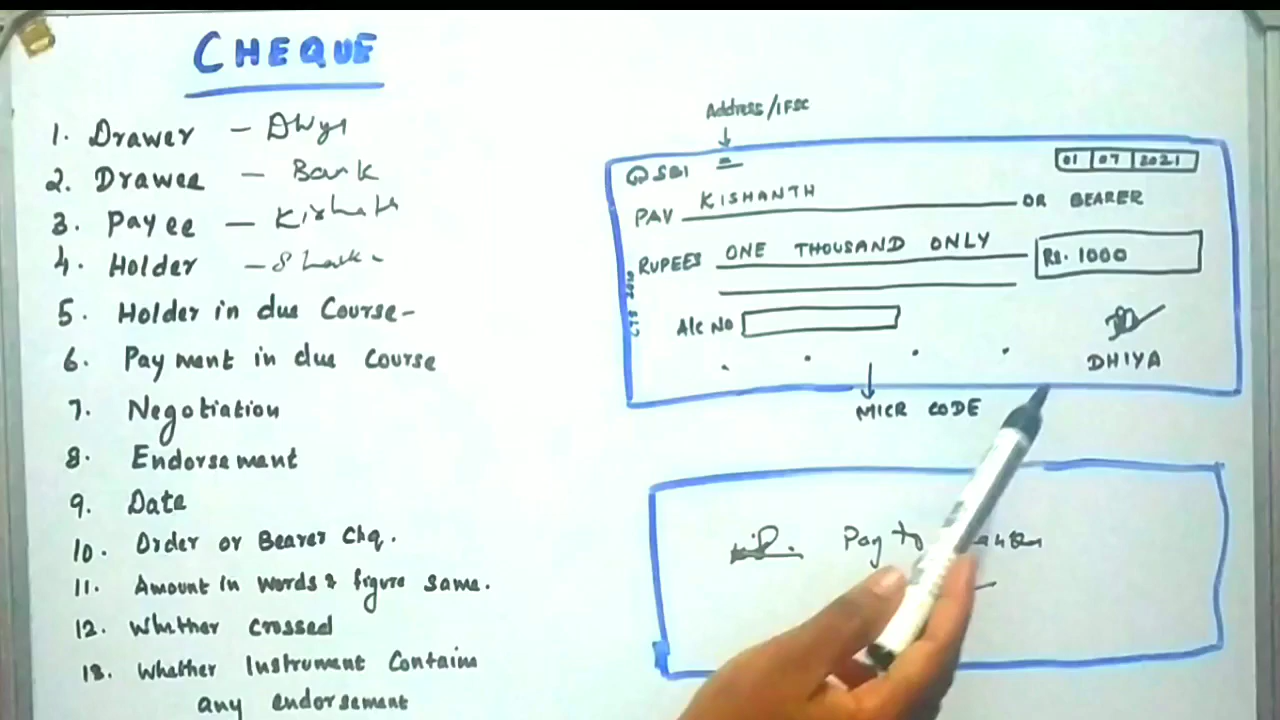 CHEQUE
1. Drawer -
2. Drawee - Bank
3. Payee -
4. Holder -
5. Holder in due Course-
6. Payment in due Course
7. Negotiation
8. Endorsement
9. Date
10. Order or Bearer Chq.
11. Amount in words & figure same.
12. Whether crossed
13. Whether Instrument Contains
any endorsement
Address/IFSC
SBI
01 07 2021
PAY KISHANTH OR BEARER
RUPEES ONE THOUSAND ONLY Rs. 1000
CTS 2010
A/c No
DHIYA
MICR CODE
Pay to